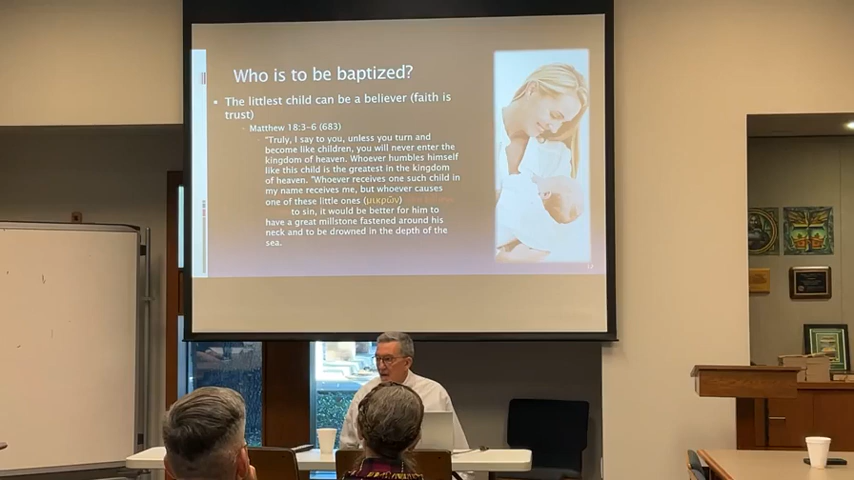 Who is to be baptized?
• The littlest child can be a believer (faith is
trust)
Matthew 18:3-6 (683)
"Truly, I say to you, unless you turn and
become like children, you will never enter the
kingdom of heaven. Whoever humbles himself
like this child is the greatest in the kingdom
of heaven. "Whoever receives one such child in
my name receives me, but whoever causes
one of these little ones (μικρῶν)
to sin, it would be better for him to
have a great millstone fastened around his
neck and to be drowned in the depth of the
sea.